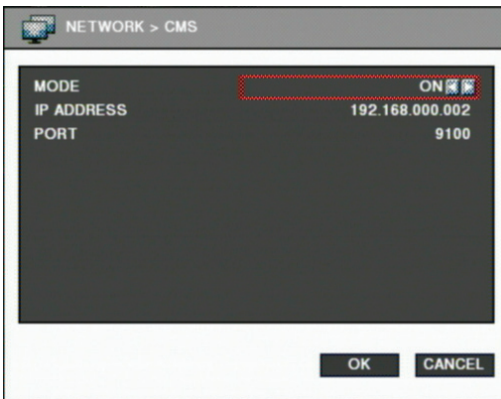 NETWORK > CMS
MODE ON
IP ADDRESS 192.168.000.002
PORT 9100
OK CANCEL